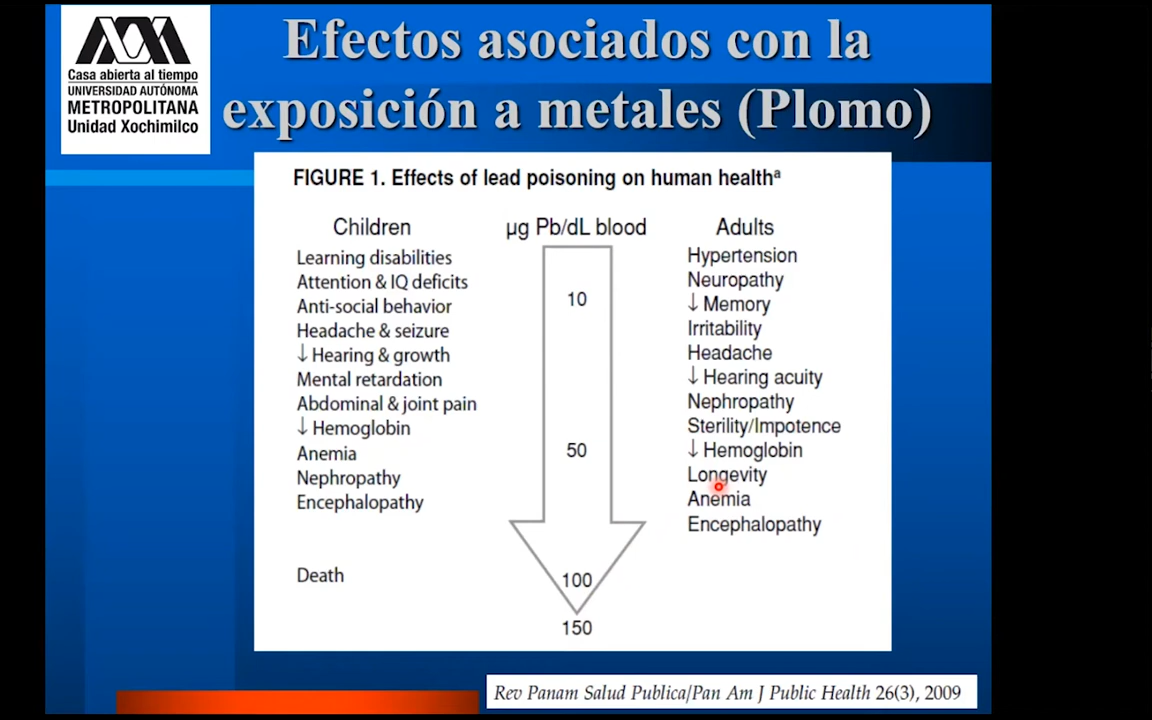 Casa abierta al tiempo
UNIVERSIDAD AUTÓNOMA
METROPOLITANA
Unidad Xochimilco
Efectos asociados con la
exposición a metales (Plomo)
FIGURE 1. Effects of lead poisoning on human healthª
Children
Learning disabilities
Attention & IQ deficits
Anti-social behavior
Headache & seizure
↓ Hearing & growth
Mental retardation
Abdominal & joint pain
↓ Hemoglobin
Anemia
Nephropathy
Encephalopathy
Death
µg Pb/dL blood
10
50
100
150
Adults
Hypertension
Neuropathy
↓ Memory
Irritability
Headache
↓ Hearing acuity
Nephropathy
Sterility/Impotence
↓ Hemoglobin
Longevity
Anemia
Encephalopathy
Rev Panam Salud Publica/Pan Am J Public Health 26(3), 2009